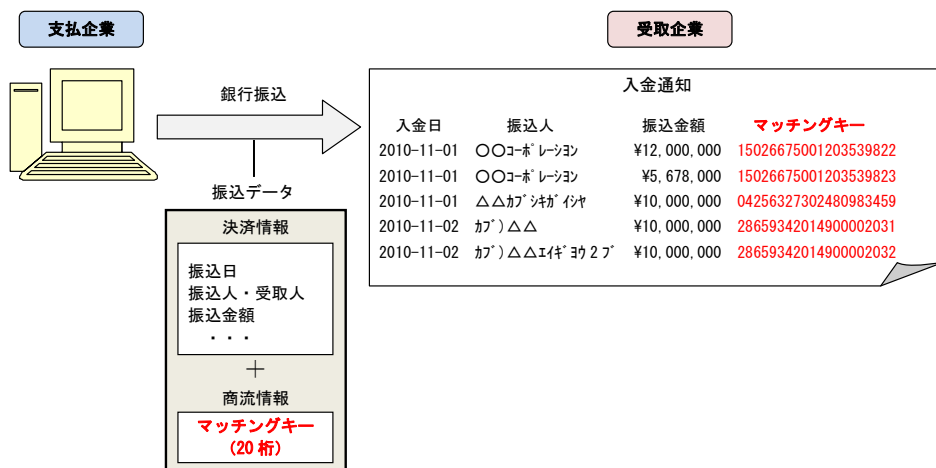 支払企業
受取企業
銀行振込
振込データ
決済情報
振込日
振込人・受取人
振込金額
・・・
＋
商流情報
マッチングキー
(20 桁)
入金通知
入金日 振込人 振込金額 マッチングキー
2010-11-01 〇〇ｺｰﾎﾟﾚｰｼﾖﾝ ¥12,000,000 15026675001203539822
2010-11-01 〇〇ｺｰﾎﾟﾚｰｼﾖﾝ ¥5,678,000 15026675001203539823
2010-11-01 △△ｶﾌﾞｼｷｶﾞｲｼﾔ ¥10,000,000 04256327302480983459
2010-11-02 ｶﾌﾞ)△△ ¥10,000,000 28659342014900002031
2010-11-02 ｶﾌﾞ)△△ｴｲｷﾞﾖｳ２ﾌﾞ ¥10,000,000 28659342014900002032